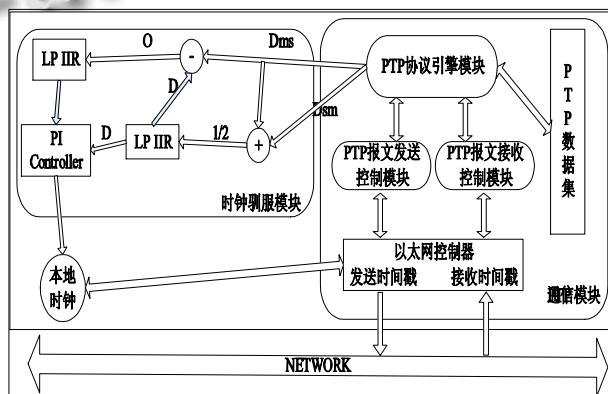 O
Dms
LP IIR
-
PTP协议引擎模块
D
Dsm
PI
Controller
D
LP IIR
1/2
+
PTP报文发送
控制模块
PTP报文接收
控制模块
PTP数据集
时钟驯服模块
本地
时钟
以太网控制器
发送时间戳
接收时间戳
通信模块
NETWORK